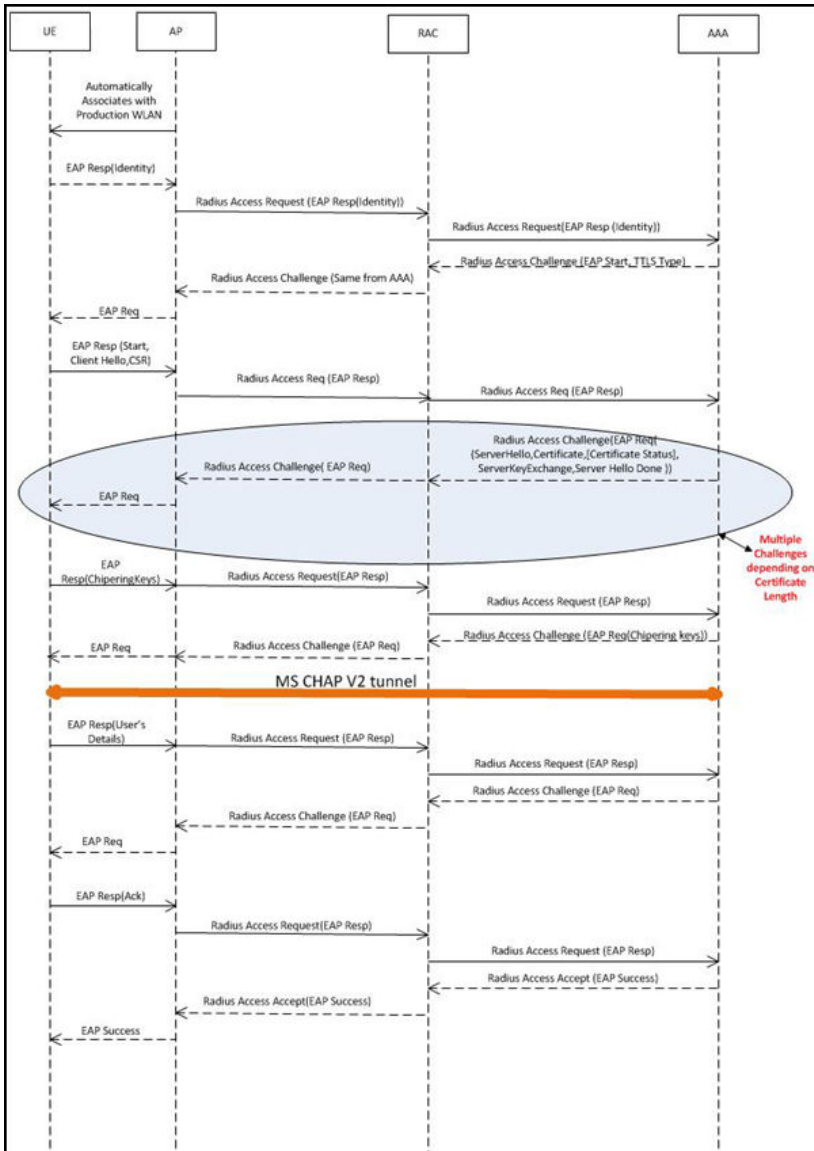 UE
AP
RAC
AAA
Automatically
Associates with
Production WLAN
EAP Resp(Identity)
Radius Access Request (EAP Resp(Identity))
Radius Access Request(EAP Resp (Identity))
Radius Access Challenge (EAP Start, TTLS Type)
Radius Access Challenge (Same from AAA)
EAP Req
EAP Resp (Start,
Client Hello,CSR)
Radius Access Req (EAP Resp)
Radius Access Req (EAP Resp)
Radius Access Challenge(EAP Req(
(ServerHello,Certificate,[Certificate Status],
ServerKeyExchange,Server Hello Done ))
Radius Access Challenge( EAP Req)
EAP Req
Multiple
Challenges
depending on
Certificate
Length
EAP
Resp(ChiperingKeys)
Radius Access Request(EAP Resp)
Radius Access Request (EAP Resp)
Radius Access Challenge (EAP Req(Chipering keys))
Radius Access Challenge (EAP Req)
EAP Req
MS CHAP V2 tunnel
EAP Resp(User's
Details)
Radius Access Request (EAP Resp)
Radius Access Request (EAP Resp)
Radius Access Challenge (EAP Req)
Radius Access Challenge (EAP Req)
EAP Req
EAP Resp(Ack)
Radius Access Request(EAP Resp)
Radius Access Request (EAP Resp)
Radius Access Accept (EAP Success)
Radius Access Accept(EAP Success)
EAP Success